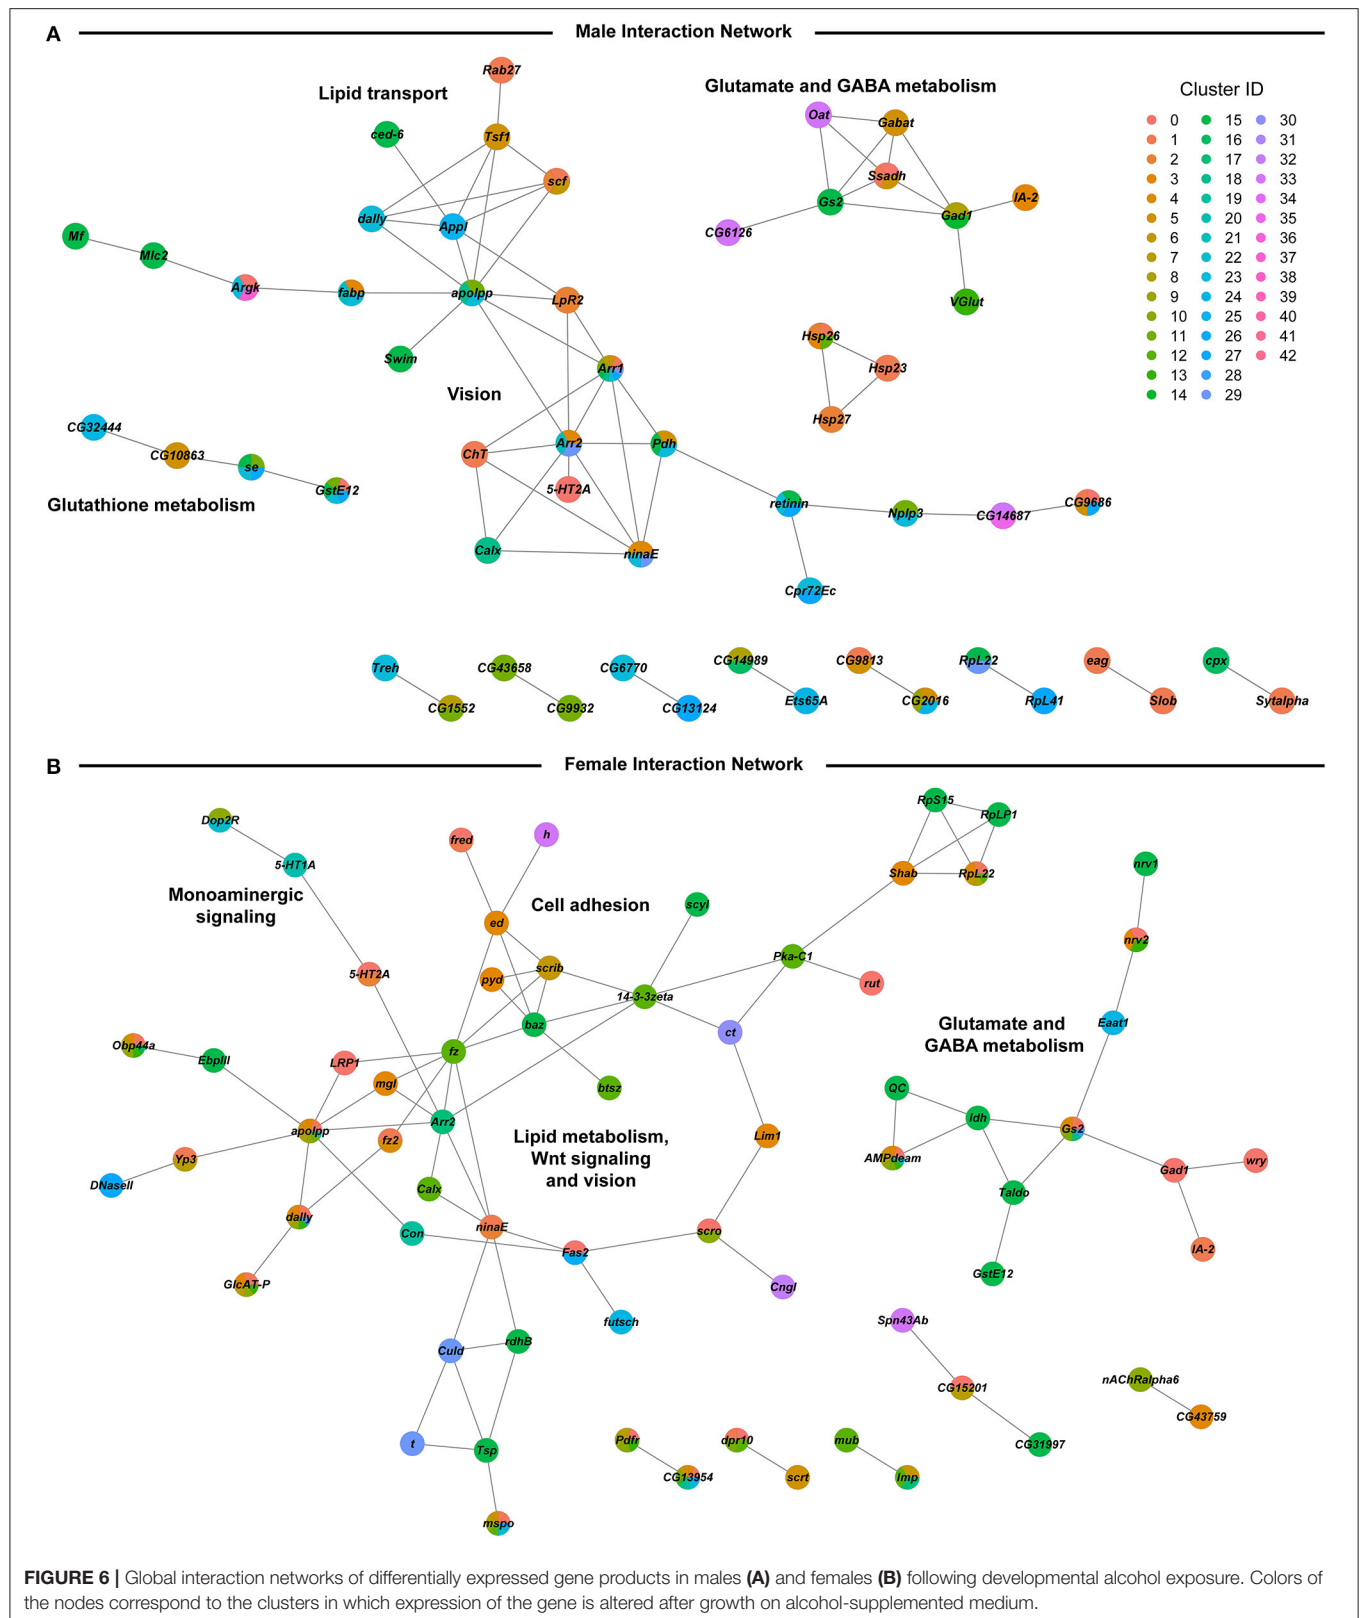 A
Male Interaction Network
Rab27
Lipid transport
Glutamate and GABA metabolism
Cluster ID
ced-6
Tsf1
Oat
Gabat
scf
Ssadh
IA-2
dally
Appl
Gs2
Gad1
CG6126
Mf
Mlc2
Argk
fabp
apolpp
LpR2
VGlut
Swim
Arr1
Hsp26
Hsp23
Hsp27
Vision
CG32444
CG10863
se
GstE12
Glutathione metabolism
ChT
Arr2
Pdh
5-HT2A
retinin
Nplp3
CG14687
CG9686
Calx
ninaE
Cpr72Ec
0 15 30
1 16 31
2 17 32
3 18 33
4 19 34
5 20 35
6 21 36
7 22 37
8 23 38
9 24 39
10 25 40
11 26 41
12 27 42
13 28
14 29
Treh
CG1552
CG43658
CG9932
CG6770
CG13124
CG14989
Ets65A
CG9813
CG2016
RpL22
RpL41
eag
Slob
cpx
Sytalpha
B
Female Interaction Network
Dop2R
5-HT1A
Monoaminergic
signaling
5-HT2A
fred
h
ed
Cell adhesion
scyl
pyd
scrib
14-3-3zeta
baz
Pka-C1
rut
ct
RpS15
RpLP1
Shab
RpL22
nrv1
nrv2
Eaat1
Glutamate and
GABA metabolism
Obp44a
EbpIII
LRP1
fz
mgl
btsz
apolpp
Arr2
fz2
Lim1
Yp3
DNaseII
Lipid metabolism,
Wnt signaling
and vision
Calx
dally
Con
ninaE
Fas2
scro
GlcAT-P
Cngl
futsch
QC
Idh
Gs2
AMPdeam
Gad1
wry
Taldo
IA-2
GstE12
Culd
rdhB
t
Tsp
mspo
Spn43Ab
CG15201
CG31997
nAChRalpha6
CG43759
Pdfr
CG13954
dpr10
scrt
mub
Imp
FIGURE 6 | Global interaction networks of differentially expressed gene products in males (A) and females (B) following developmental alcohol exposure. Colors of
the nodes correspond to the clusters in which expression of the gene is altered after growth on alcohol-supplemented medium.